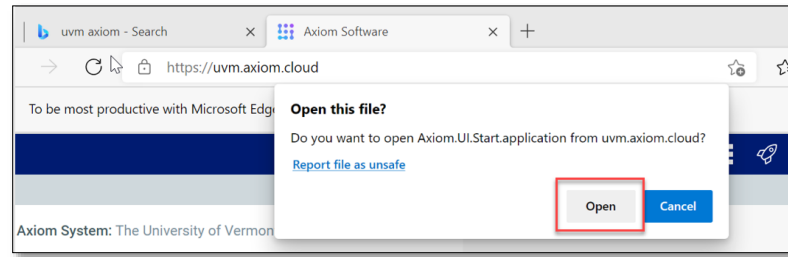 uvm axiom - Search
Axiom Software
https://uvm.axiom.cloud
To be most productive with Microsoft Edg
Open this file?
Do you want to open Axiom.UI.Start.application from uvm.axiom.cloud?
Report file as unsafe
Open
Cancel
Axiom System: The University of Vermon